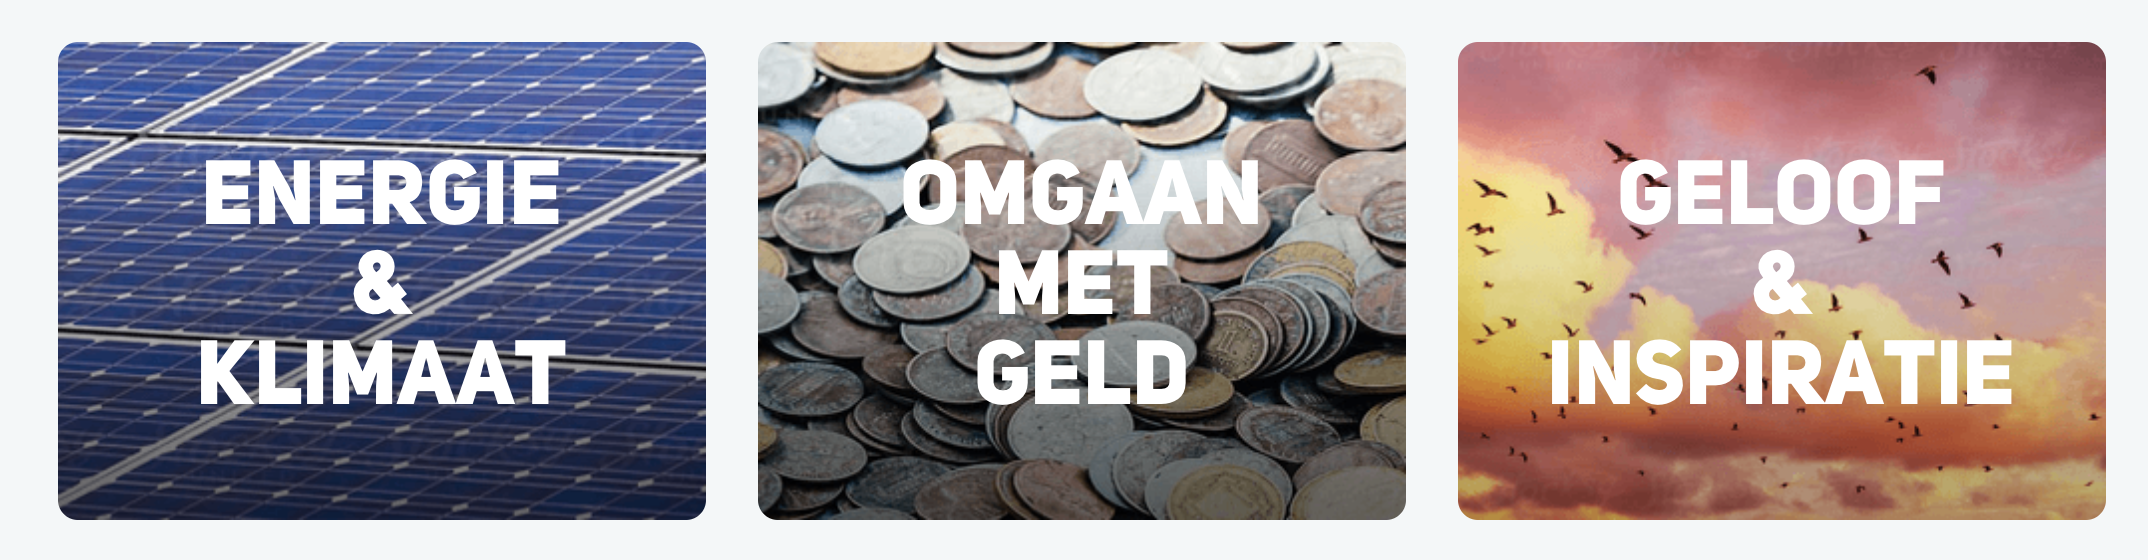 ENERGIE
&
KLIMAAT
OMGAAN
MET
GELD
GELOOF
&
INSPIRATIE